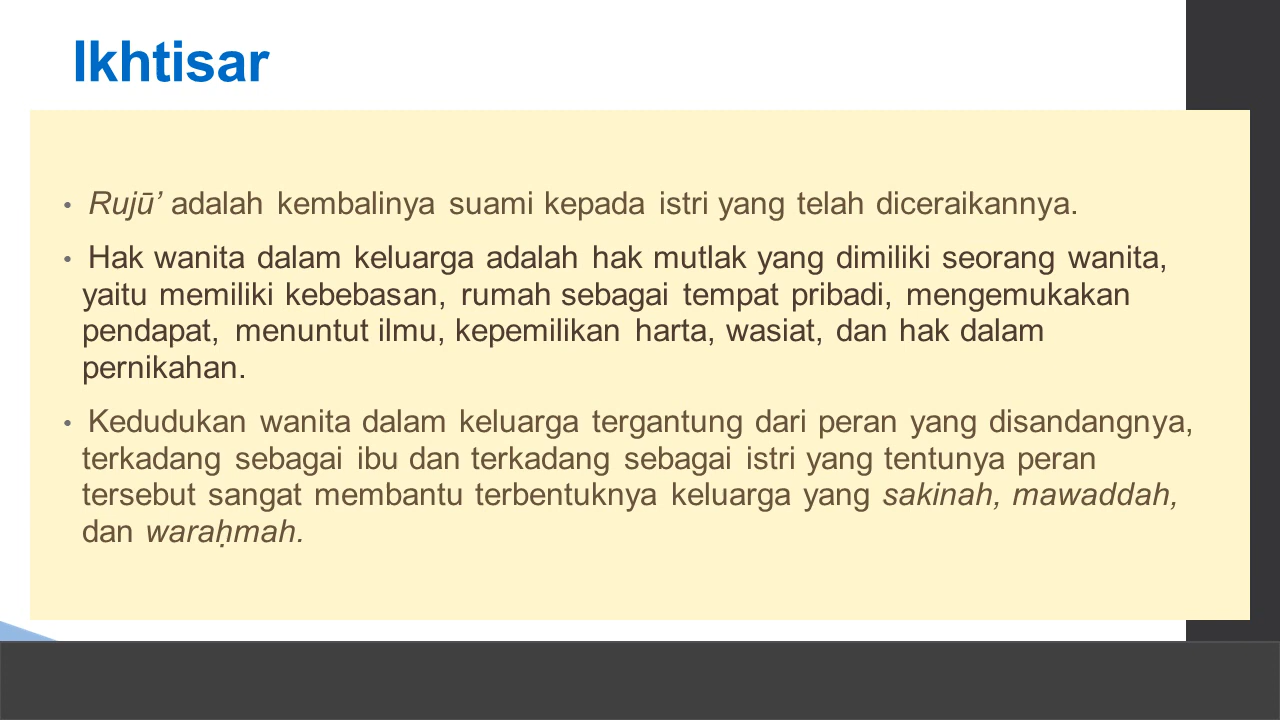 Ikhtisar
• Rujū’ adalah kembalinya suami kepada istri yang telah diceraikannya.
• Hak wanita dalam keluarga adalah hak mutlak yang dimiliki seorang wanita,
yaitu memiliki kebebasan, rumah sebagai tempat pribadi, mengemukakan
pendapat, menuntut ilmu, kepemilikan harta, wasiat, dan hak dalam
pernikahan.
• Kedudukan wanita dalam keluarga tergantung dari peran yang disandangnya,
terkadang sebagai ibu dan terkadang sebagai istri yang tentunya peran
tersebut sangat membantu terbentuknya keluarga yang sakinah, mawaddah,
dan waraḥmah.